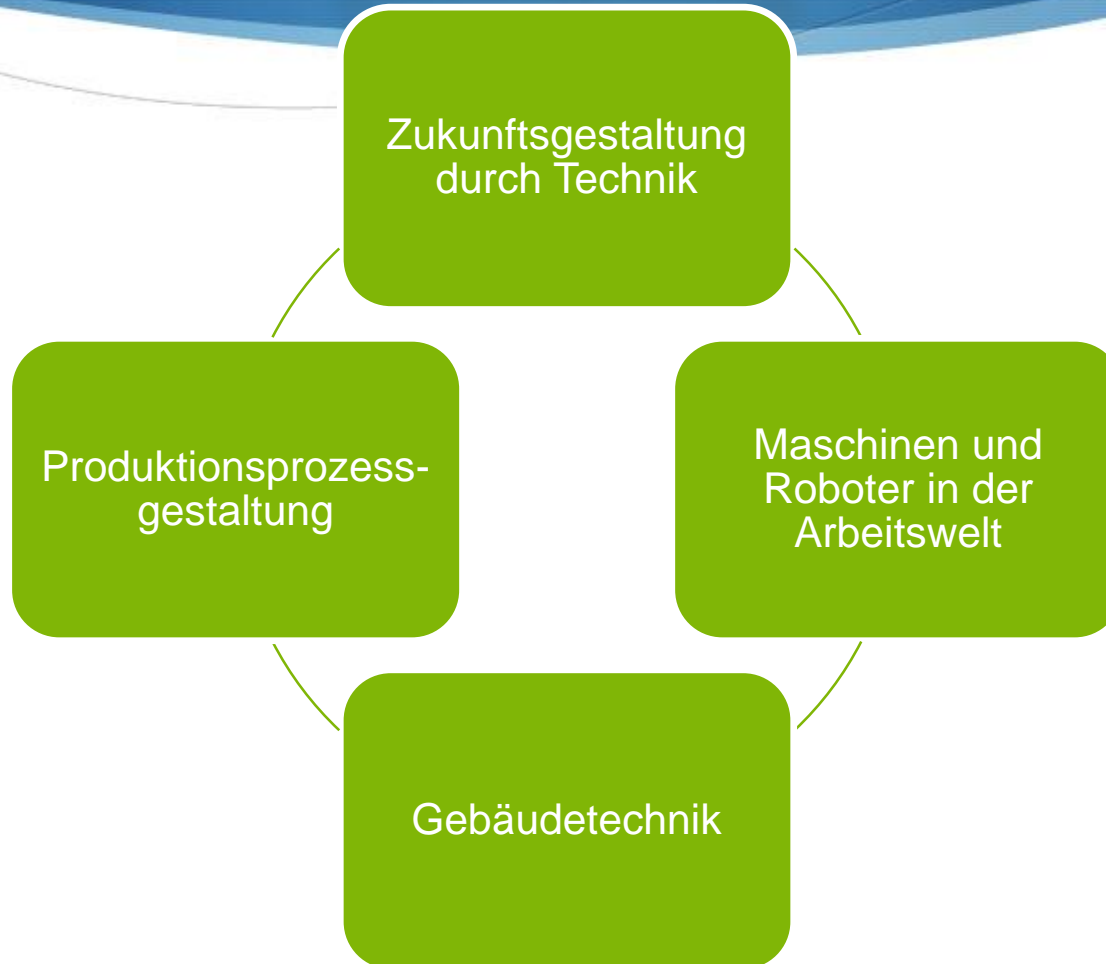 Zukunftsgestaltung
durch Technik
Produktionsprozess-
gestaltung
Maschinen und
Roboter in der
Arbeitswelt
Gebäudetechnik